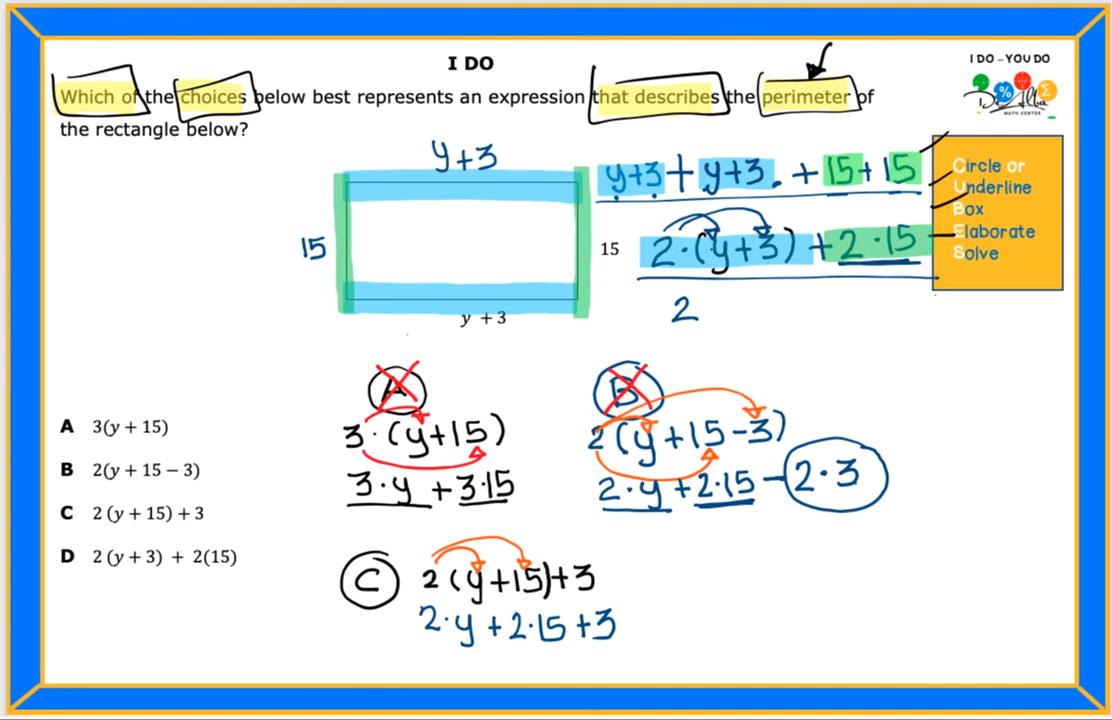 I DO
I DO – YOU DO
Which of the choices below best represents an expression that describes the perimeter of
the rectangle below?
%
Σ
MATH CENTER
y+3
y+3 + y+3 + 15 + 15
15
15
2·(y+3) + 2·15
y + 3
2
Circle or
Underline
Box
Elaborate
Solve
A 3(y + 15)
B 2(y + 15 − 3)
C 2 (y + 15) + 3
D 2 (y + 3) + 2(15)
A
3·(y+15)
3·y + 3·15
B
2(y+15−3)
2·y + 2·15 − 2·3
C 2(y+15)+3
2·y + 2·15 + 3